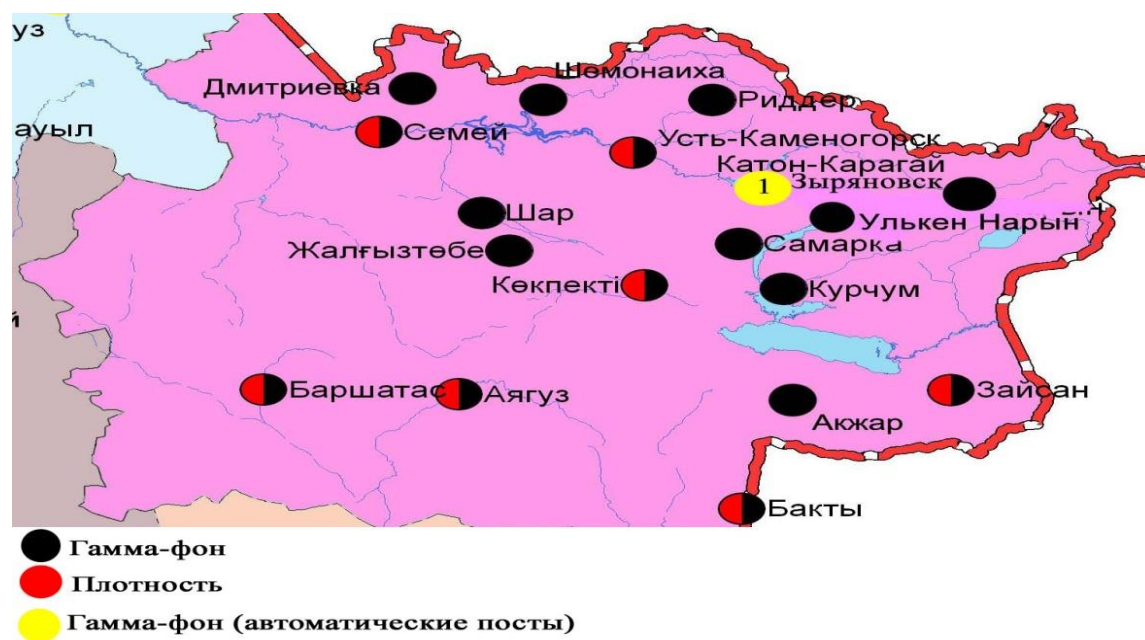 уз
Шемонаиха
Дмитриевка
Риддер
ауыл
Семей
Усть-Каменогорск
Катон-Карагай
1 Зыряновск
Шар
Улькен Нарын
Самарка
Жалғызтөбе
Көкпекті
Курчум
й
Баршатас
Аягуз
Зайсан
Акжар
Бакты
Гамма-фон
Плотность
Гамма-фон (автоматические посты)